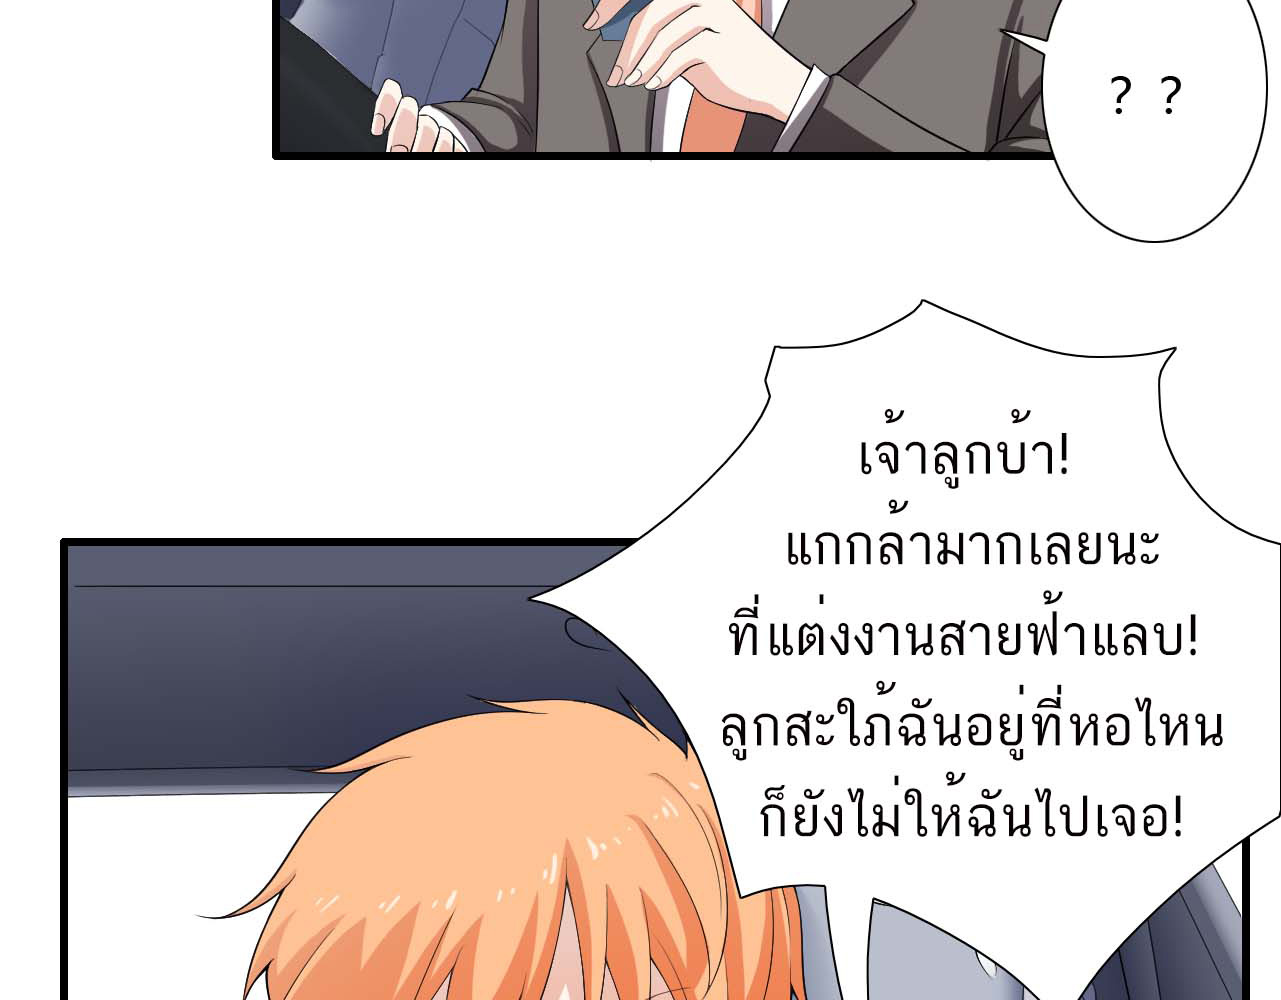 ? ?
เจ้าลูกบ้า!
แกกล้ามากเลยนะ
ที่แต่งงานสายฟ้าแลบ!
ลูกสะใภ้ฉันอยู่ที่หอไหน
ก็ยังไม่ให้ฉันไปเจอ!